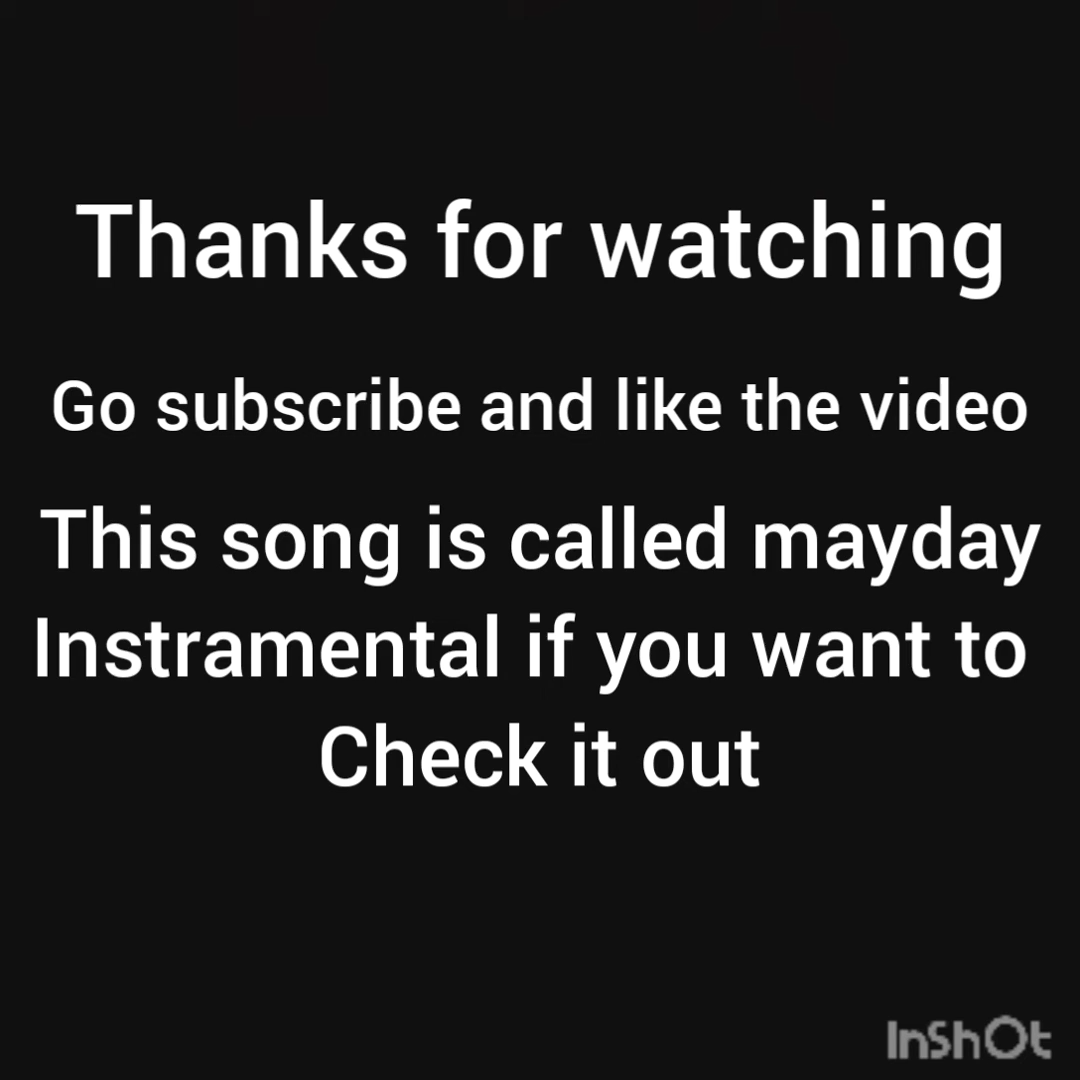 Thanks for watching
Go subscribe and like the video
This song is called mayday
Instramental if you want to
Check it out
InShOt